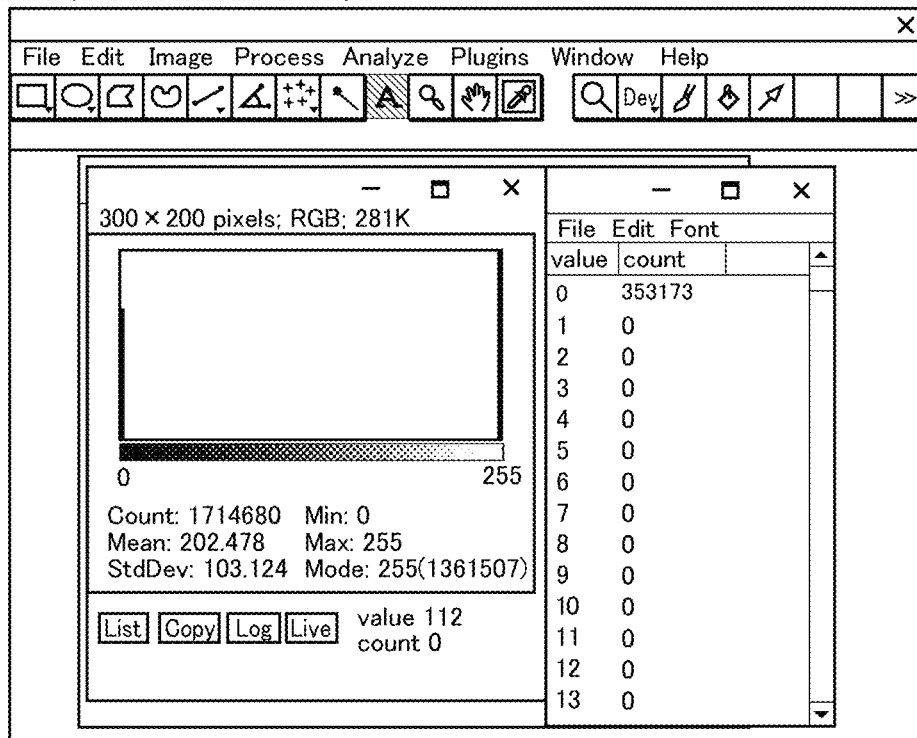 ×
File Edit Image Process Analyze Plugins Window Help
A Dev >>
300×200 pixels; RGB; 281K
0 255
Count: 1714680 Min: 0
Mean: 202.478 Max: 255
StdDev: 103.124 Mode: 255(1361507)
List Copy Log Live value 112
count 0
File Edit Font
value count
0 353173
1 0
2 0
3 0
4 0
5 0
6 0
7 0
8 0
9 0
10 0
11 0
12 0
13 0